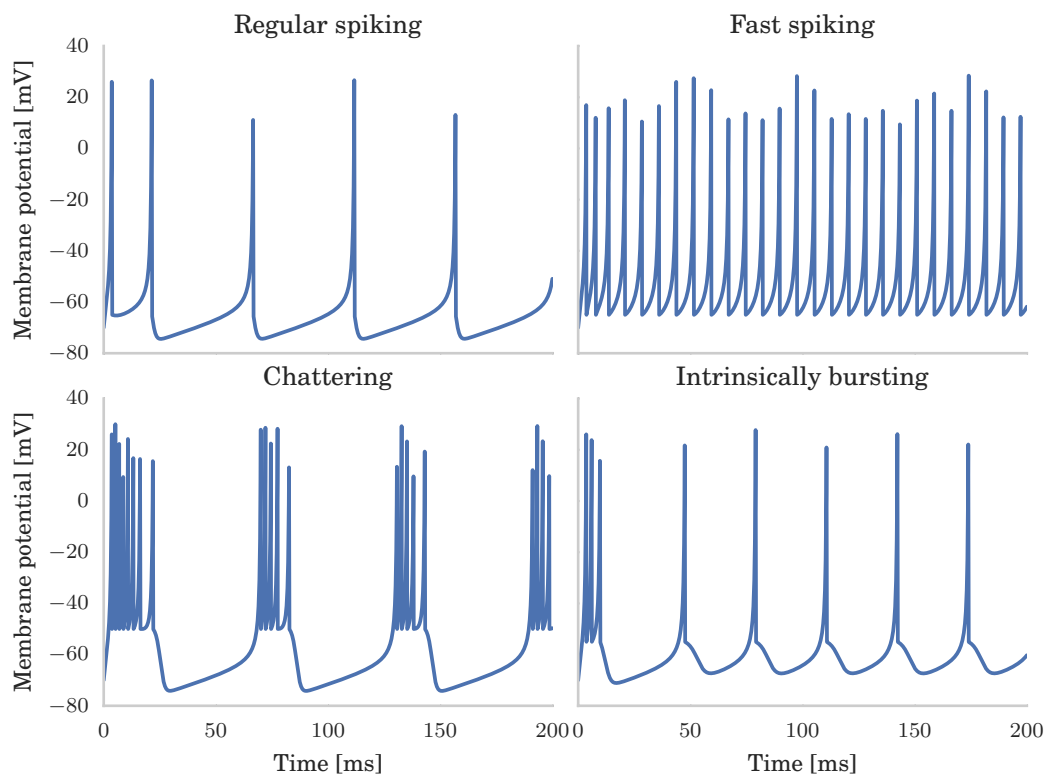 Regular spiking
Fast spiking
Membrane potential [mV]
40
20
0
−20
−40
−60
−80
Chattering
Intrinsically bursting
Membrane potential [mV]
40
20
0
−20
−40
−60
−80
0 50 100 150 200
0 50 100 150 200
Time [ms]
Time [ms]